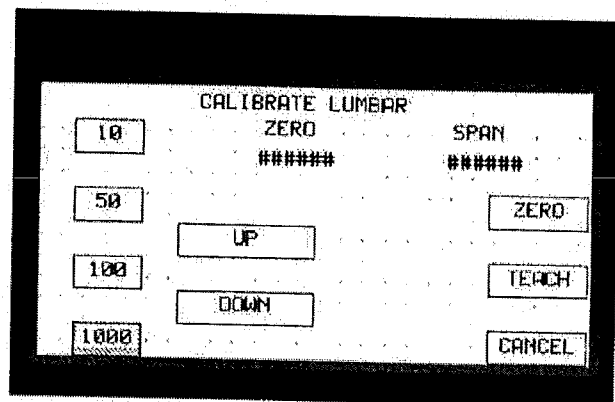 CALIBRATE LUMBAR
ZERO SPAN
10
###### ######
50
ZERO
UP
100
TEACH
DOWN
1000
CANCEL